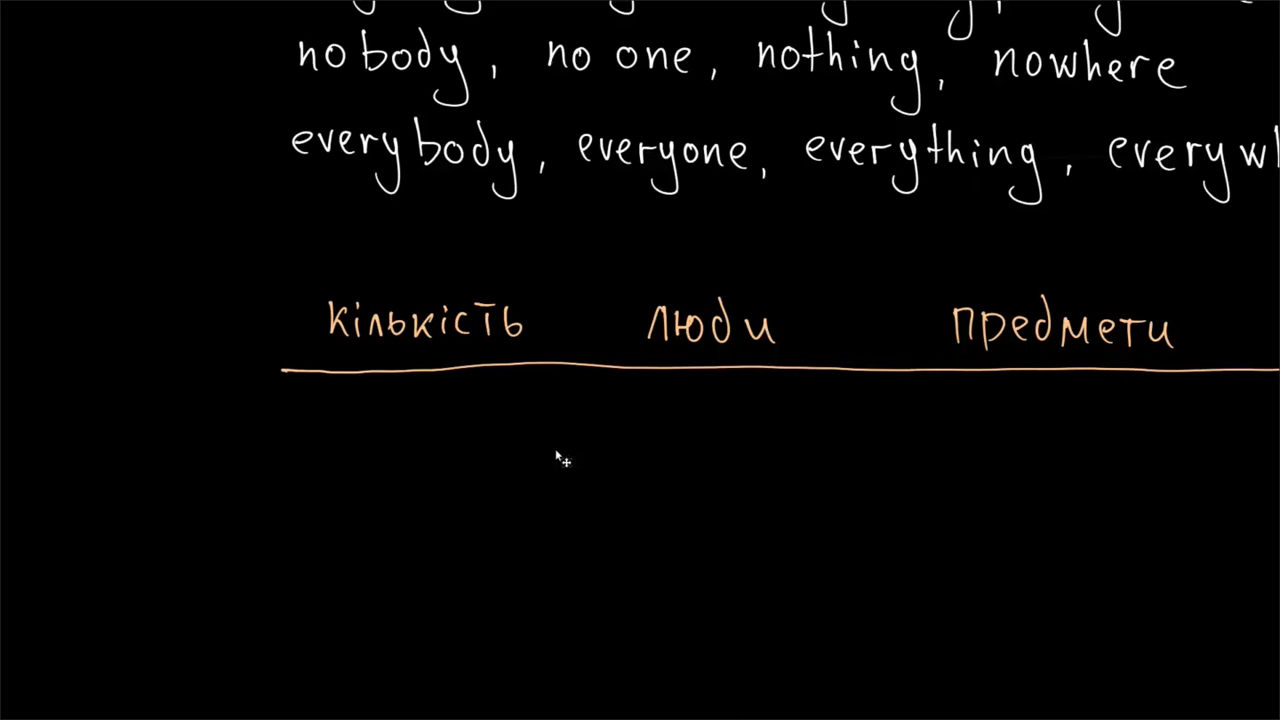 nobody, no one, nothing, nowhere
everybody, everyone, everything,
кількість люди предмети